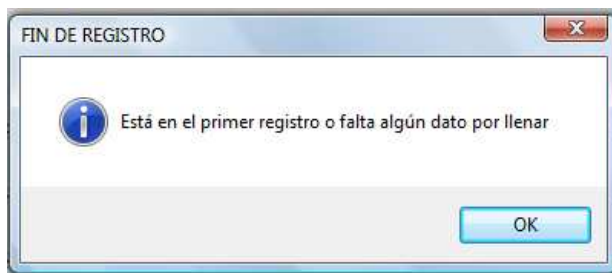 FIN DE REGISTRO
Está en el primer registro o falta algún dato por llenar
OK